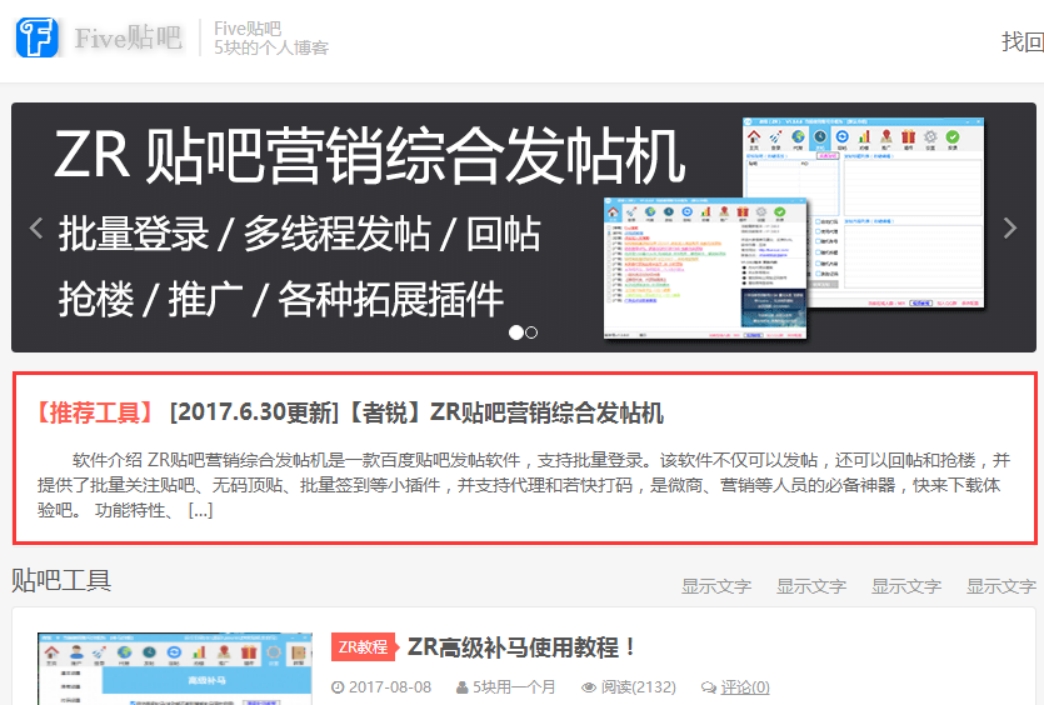 Five贴吧
Five贴吧
5块的个人博客
找回
ZR 贴吧营销综合发帖机
批量登录 / 多线程发帖 / 回帖
抢楼 / 推广 / 各种拓展插件
【推荐工具】 [2017.6.30更新]【者锐】ZR贴吧营销综合发帖机
软件介绍 ZR贴吧营销综合发帖机是一款百度贴吧发帖软件，支持批量登录。该软件不仅可以发帖，还可以回帖和抢楼，并
提供了批量关注贴吧、无码顶贴、批量签到等小插件，并支持代理和若快打码，是微商、营销等人员的必备神器，快来下载体
验吧。 功能特性、 [...]
贴吧工具
显示文字 显示文字 显示文字 显示文字
ZR教程 ZR高级补马使用教程！
2017-08-08 5块用一个月 阅读(2132) 评论(0)
高级补马